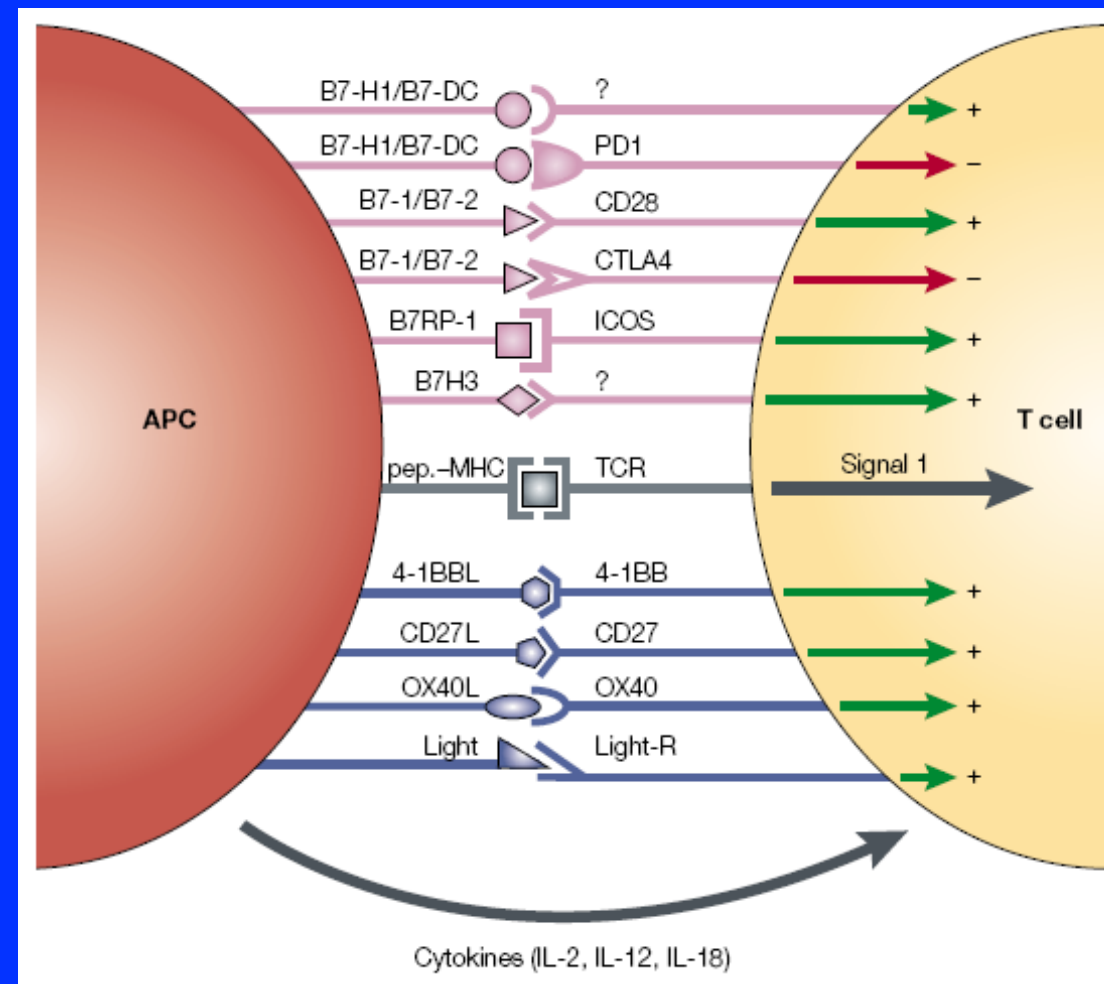 B7-H1/B7-DC ? +
B7-H1/B7-DC PD1 –
B7-1/B7-2 CD28 +
B7-1/B7-2 CTLA4 –
B7RP-1 ICOS +
B7H3 ? +
APC
T cell
pep.–MHC TCR Signal 1
4-1BBL 4-1BB +
CD27L CD27 +
OX40L OX40 +
Light Light-R +
Cytokines (IL-2, IL-12, IL-18)